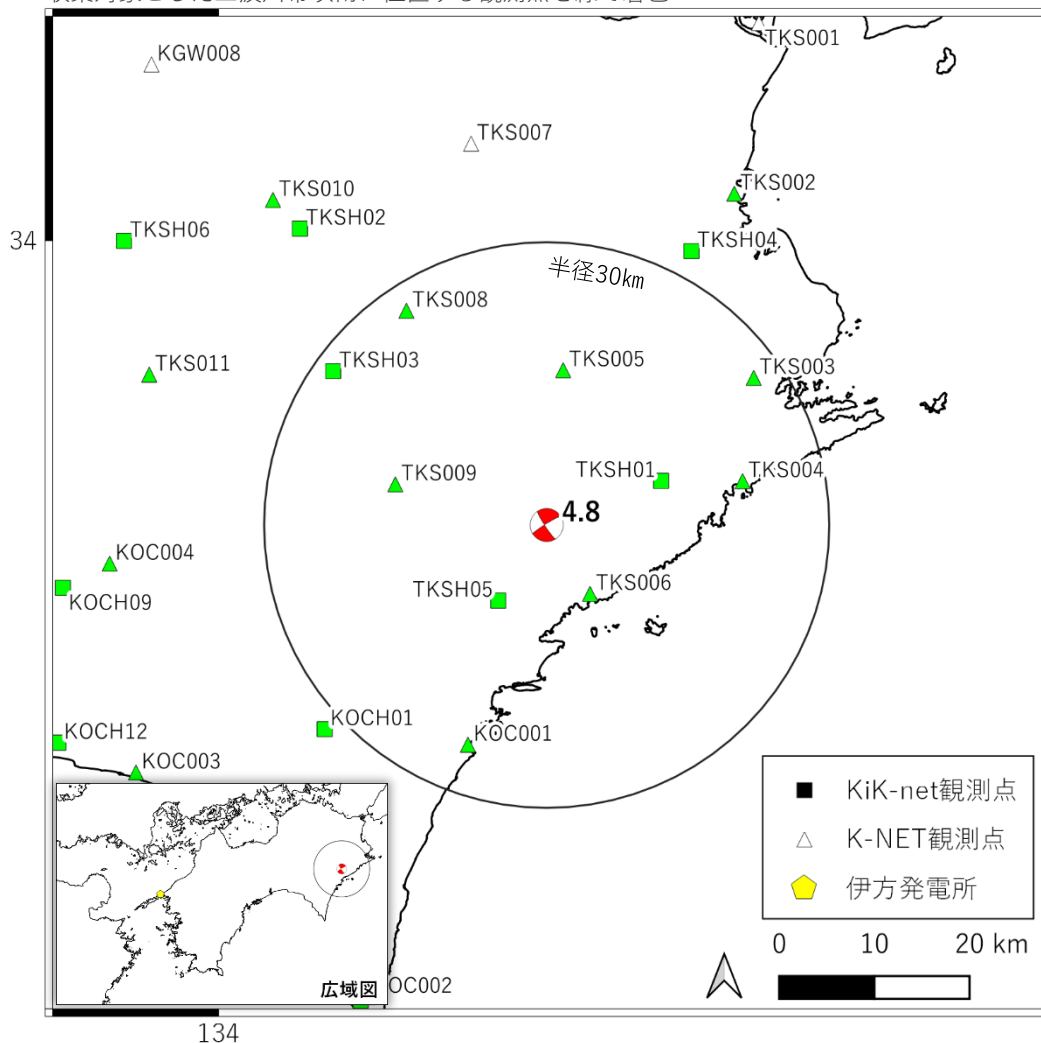 TKS001
KGW008
TKS007
TKS002
TKS010
TKSH02
TKSH06
TKSH04
34
半径30km
TKS008
TKSH03
TKS005
TKS003
TKS011
TKS009
TKSH01
TKS004
4.8
KOC004
KOCH09
TKSH05
TKS006
KOCH01
KOCH12
KOC001
KOC003
KiK-net観測点
K-NET観測点
伊方発電所
0 10 20 km
広域図
OC002
134